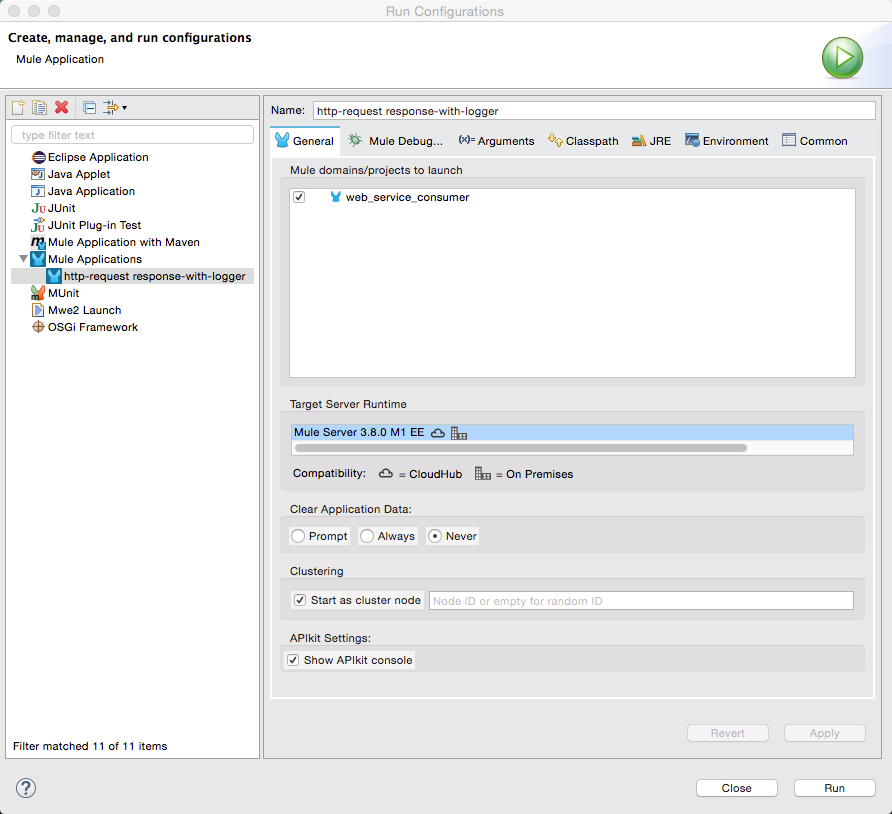 Run Configurations
Create, manage, and run configurations
Mule Application
type filter text
Eclipse Application
Java Applet
Java Application
JUnit
JUnit Plug-in Test
Mule Application with Maven
Mule Applications
http-request response-with-logger
MUnit
Mwe2 Launch
OSGi Framework
Filter matched 11 of 11 items
Name: http-request response-with-logger
General Mule Debug... (x)= Arguments Classpath JRE Environment Common
Mule domains/projects to launch
web_service_consumer
Target Server Runtime
Mule Server 3.8.0 M1 EE
Compatibility: = CloudHub = On Premises
Clear Application Data:
Prompt Always Never
Clustering
Start as cluster node Node ID or empty for random ID
APIkit Settings:
Show APIkit console
Revert Apply
? Close Run